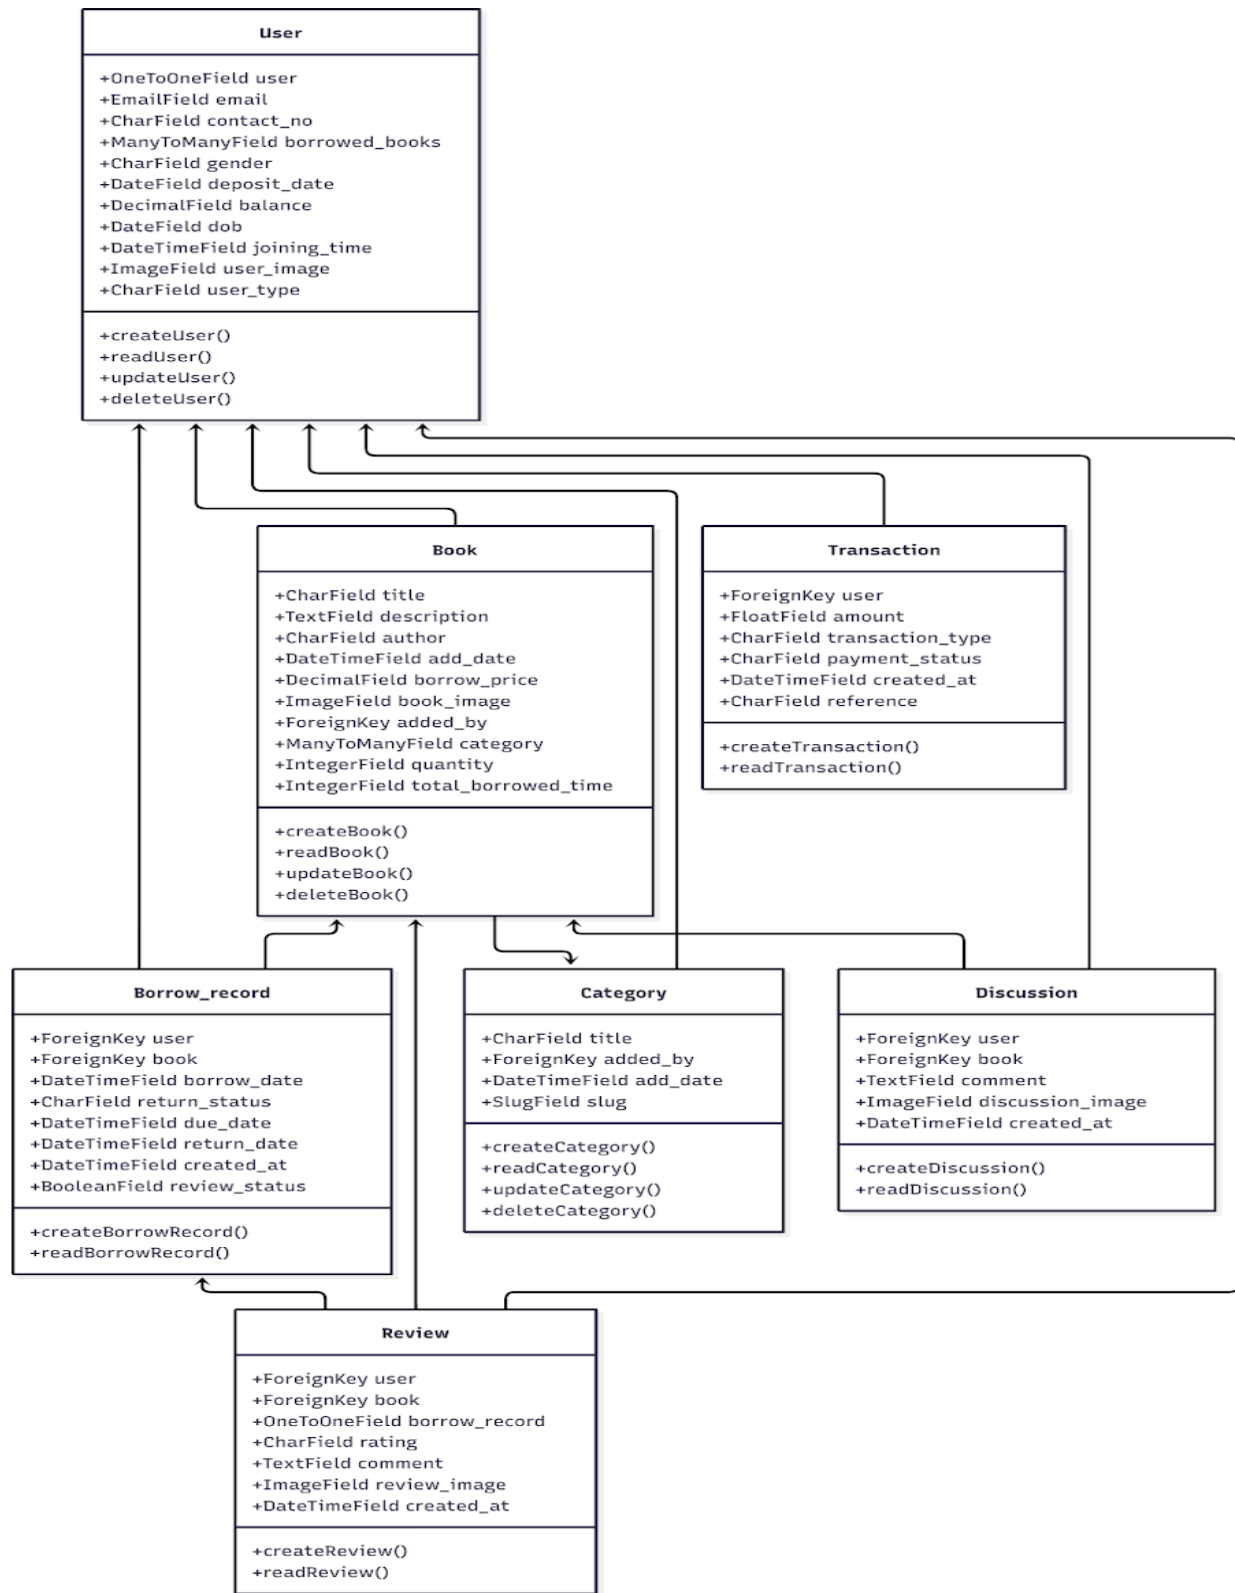 User
+OneToOneField user
+EmailField email
+CharField contact_no
+ManyToManyField borrowed_books
+CharField gender
+DateField deposit_date
+DecimalField balance
+DateField dob
+DateTimeField joining_time
+ImageField user_image
+CharField user_type
+createUser()
+readUser()
+updateUser()
+deleteUser()
Book
+CharField title
+TextField description
+CharField author
+DateTimeField add_date
+DecimalField borrow_price
+ImageField book_image
+ForeignKey added_by
+ManyToManyField category
+IntegerField quantity
+IntegerField total_borrowed_time
+createBook()
+readBook()
+updateBook()
+deleteBook()
Transaction
+ForeignKey user
+FloatField amount
+CharField transaction_type
+CharField payment_status
+DateTimeField created_at
+CharField reference
+createTransaction()
+readTransaction()
Borrow_record
+ForeignKey user
+ForeignKey book
+DateTimeField borrow_date
+CharField return_status
+DateTimeField due_date
+DateTimeField return_date
+DateTimeField created_at
+BooleanField review_status
+createBorrowRecord()
+readBorrowRecord()
Category
+CharField title
+ForeignKey added_by
+DateTimeField add_date
+SlugField slug
+createCategory()
+readCategory()
+updateCategory()
+deleteCategory()
Discussion
+ForeignKey user
+ForeignKey book
+TextField comment
+ImageField discussion_image
+DateTimeField created_at
+createDiscussion()
+readDiscussion()
Review
+ForeignKey user
+ForeignKey book
+OneToOneField borrow_record
+CharField rating
+TextField comment
+ImageField review_image
+DateTimeField created_at
+createReview()
+readReview()